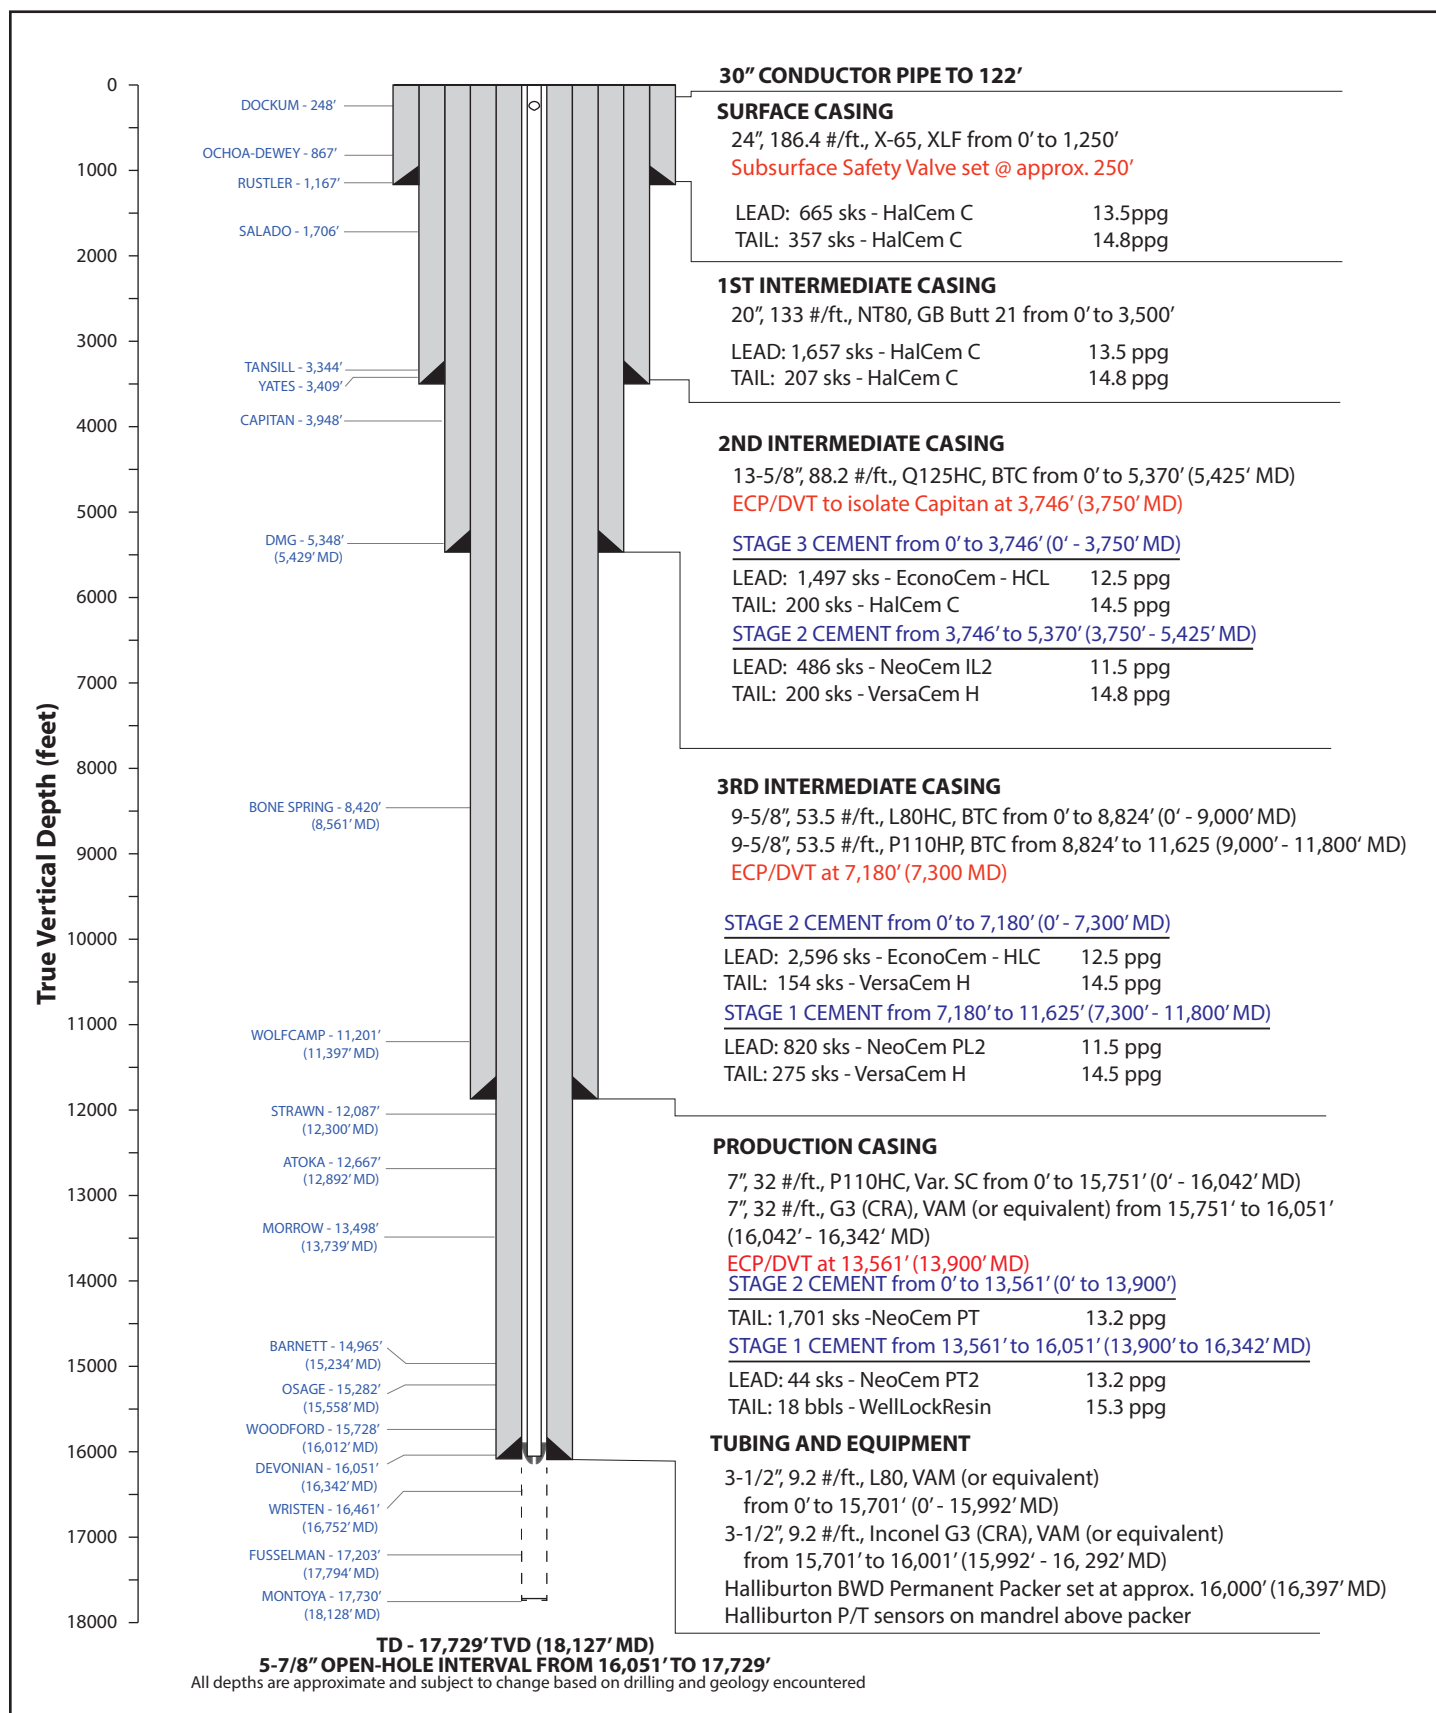 True Vertical Depth (feet)
0
1000
2000
3000
4000
5000
6000
7000
8000
9000
10000
11000
12000
13000
14000
15000
16000
17000
18000
DOCKUM - 248'
OCHOA-DEWEY - 867'
RUSTLER - 1,167'
SALADO - 1,706'
TANSILL - 3,344'
YATES - 3,409'
CAPITAN - 3,948'
DMG - 5,348'
(5,429' MD)
BONE SPRING - 8,420'
(8,561' MD)
WOLFCAMP - 11,201'
(11,397' MD)
STRAWN - 12,087'
(12,300' MD)
ATOKA - 12,667'
(12,892' MD)
MORROW - 13,498'
(13,739' MD)
BARNETT - 14,965'
(15,234' MD)
OSAGE - 15,282'
(15,558' MD)
WOODFORD - 15,728'
(16,012' MD)
DEVONIAN - 16,051'
(16,342' MD)
WRISTEN - 16,461'
(16,752' MD)
FUSSELMAN - 17,203'
(17,794' MD)
MONTOYA - 17,730'
(18,128' MD)
30" CONDUCTOR PIPE TO 122'
SURFACE CASING
24", 186.4 #/ft., X-65, XLF from 0' to 1,250'
Subsurface Safety Valve set @ approx. 250'
LEAD: 665 sks - HalCem C 13.5ppg
TAIL: 357 sks - HalCem C 14.8ppg
1ST INTERMEDIATE CASING
20", 133 #/ft., NT80, GB Butt 21 from 0' to 3,500'
LEAD: 1,657 sks - HalCem C 13.5 ppg
TAIL: 207 sks - HalCem C 14.8 ppg
2ND INTERMEDIATE CASING
13-5/8", 88.2 #/ft., Q125HC, BTC from 0' to 5,370' (5,425' MD)
ECP/DVT to isolate Capitan at 3,746' (3,750' MD)
STAGE 3 CEMENT from 0' to 3,746' (0' - 3,750' MD)
LEAD: 1,497 sks - EconoCem - HCL 12.5 ppg
TAIL: 200 sks - HalCem C 14.5 ppg
STAGE 2 CEMENT from 3,746' to 5,370' (3,750' - 5,425' MD)
LEAD: 486 sks - NeoCem IL2 11.5 ppg
TAIL: 200 sks - VersaCem H 14.8 ppg
3RD INTERMEDIATE CASING
9-5/8", 53.5 #/ft., L80HC, BTC from 0' to 8,824' (0' - 9,000' MD)
9-5/8", 53.5 #/ft., P110HP, BTC from 8,824' to 11,625 (9,000' - 11,800' MD)
ECP/DVT at 7,180' (7,300 MD)
STAGE 2 CEMENT from 0' to 7,180' (0' - 7,300' MD)
LEAD: 2,596 sks - EconoCem - HLC 12.5 ppg
TAIL: 154 sks - VersaCem H 14.5 ppg
STAGE 1 CEMENT from 7,180' to 11,625' (7,300' - 11,800' MD)
LEAD: 820 sks - NeoCem PL2 11.5 ppg
TAIL: 275 sks - VersaCem H 14.5 ppg
PRODUCTION CASING
7", 32 #/ft., P110HC, Var. SC from 0' to 15,751' (0' - 16,042' MD)
7", 32 #/ft., G3 (CRA), VAM (or equivalent) from 15,751' to 16,051'
(16,042' - 16,342' MD)
ECP/DVT at 13,561' (13,900' MD)
STAGE 2 CEMENT from 0' to 13,561' (0' to 13,900')
TAIL: 1,701 sks -NeoCem PT 13.2 ppg
STAGE 1 CEMENT from 13,561' to 16,051' (13,900' to 16,342' MD)
LEAD: 44 sks - NeoCem PT2 13.2 ppg
TAIL: 18 bbls - WellLockResin 15.3 ppg
TUBING AND EQUIPMENT
3-1/2", 9.2 #/ft., L80, VAM (or equivalent)
from 0' to 15,701' (0' - 15,992' MD)
3-1/2", 9.2 #/ft., Inconel G3 (CRA), VAM (or equivalent)
from 15,701' to 16,001' (15,992' - 16, 292' MD)
Halliburton BWD Permanent Packer set at approx. 16,000' (16,397' MD)
Halliburton P/T sensors on mandrel above packer
TD - 17,729' TVD (18,127' MD)
5-7/8" OPEN-HOLE INTERVAL FROM 16,051' TO 17,729'
All depths are approximate and subject to change based on drilling and geology encountered